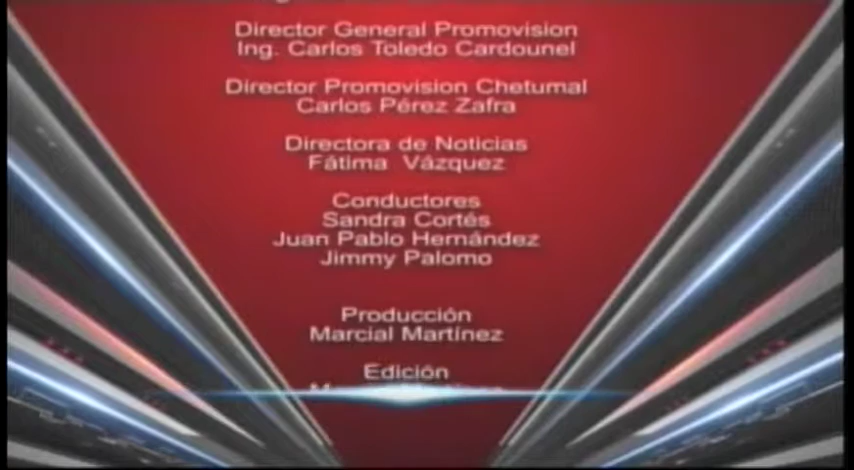 Director General Promovision
Ing. Carlos Toledo Cardounel
Director Promovision Chetumal
Carlos Pérez Zafra
Directora de Noticias
Fátima Vázquez
Conductores
Sandra Cortés
Juan Pablo Hernández
Jimmy Palomo
Producción
Marcial Martínez
Edición